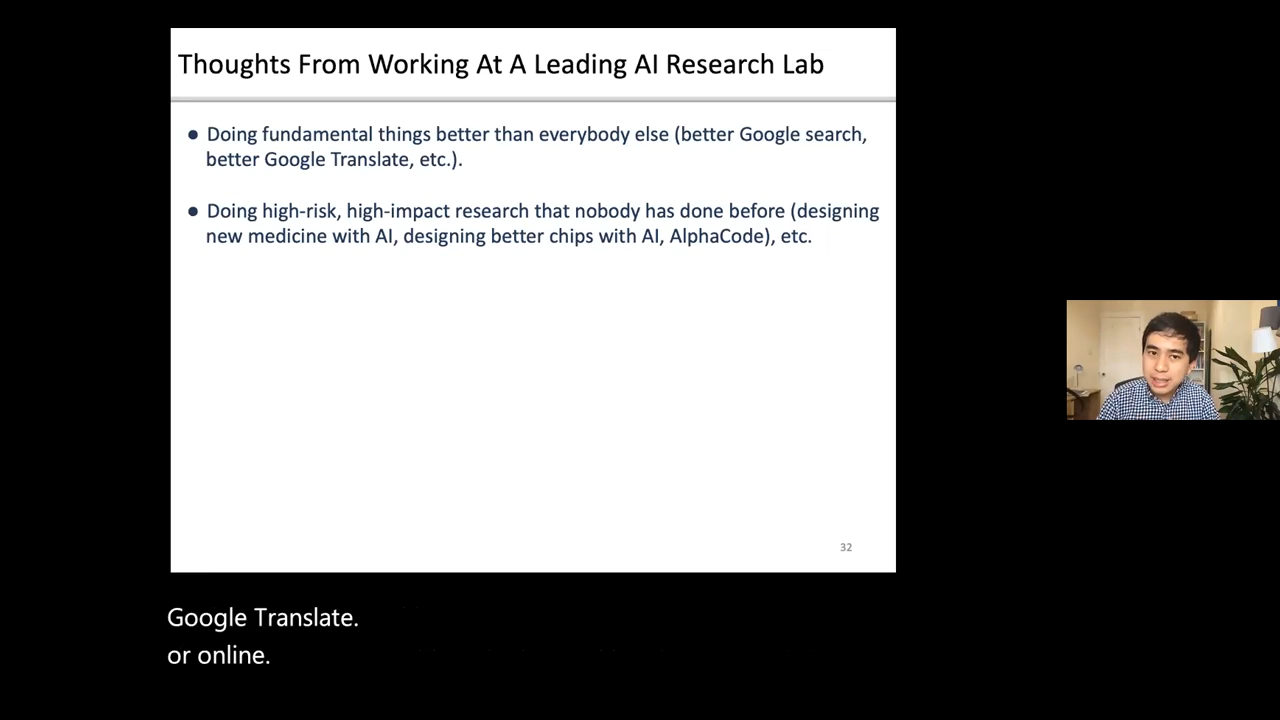 Thoughts From Working At A Leading AI Research Lab
● Doing fundamental things better than everybody else (better Google search,
better Google Translate, etc.).
● Doing high-risk, high-impact research that nobody has done before (designing
new medicine with AI, designing better chips with AI, AlphaCode), etc.
32
Google Translate.
or online.